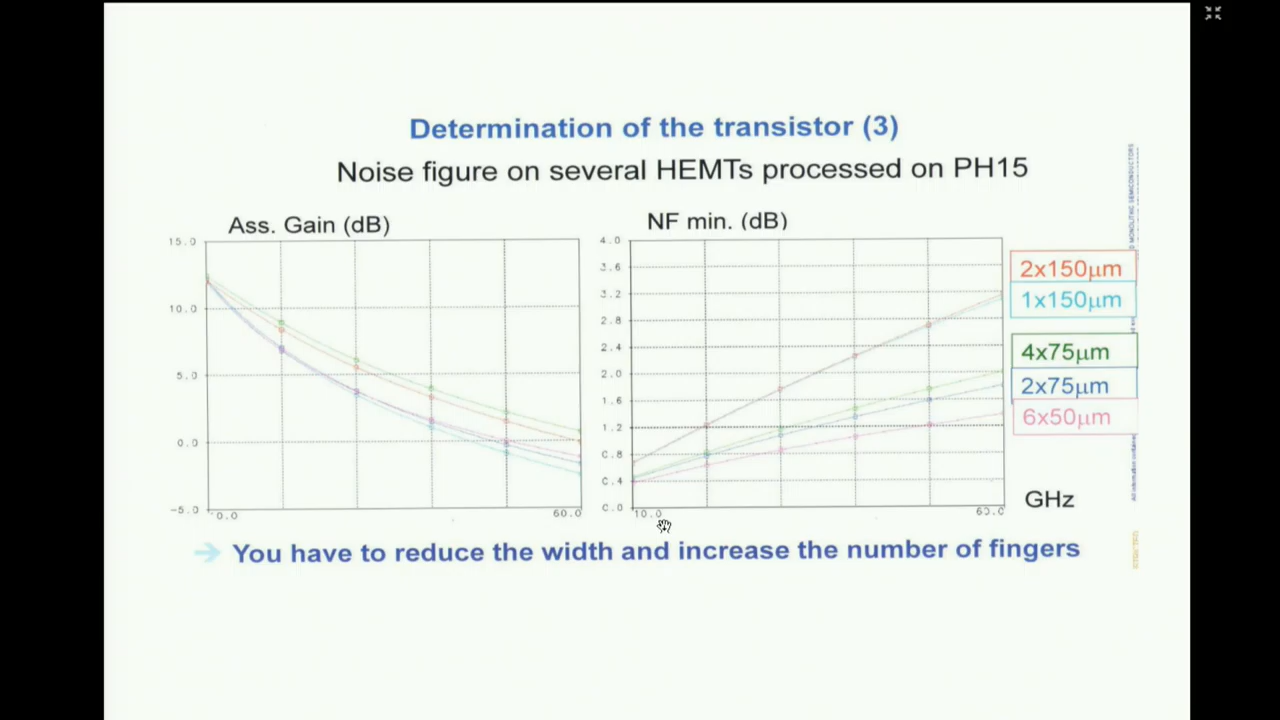 Determination of the transistor (3)
Noise figure on several HEMTs processed on PH15
Ass. Gain (dB)
15.0
10.0
5.0
0.0
-5.0
0.0
60.0
NF min. (dB)
4.0
3.6
3.2
2.8
2.4
2.0
1.6
1.2
0.8
0.4
0.0
10.0
60.0
2x150µm
1x150µm
4x75µm
2x75µm
6x50µm
GHz
MONOLITHIC SEMICONDUCTORS
You have to reduce the width and increase the number of fingers